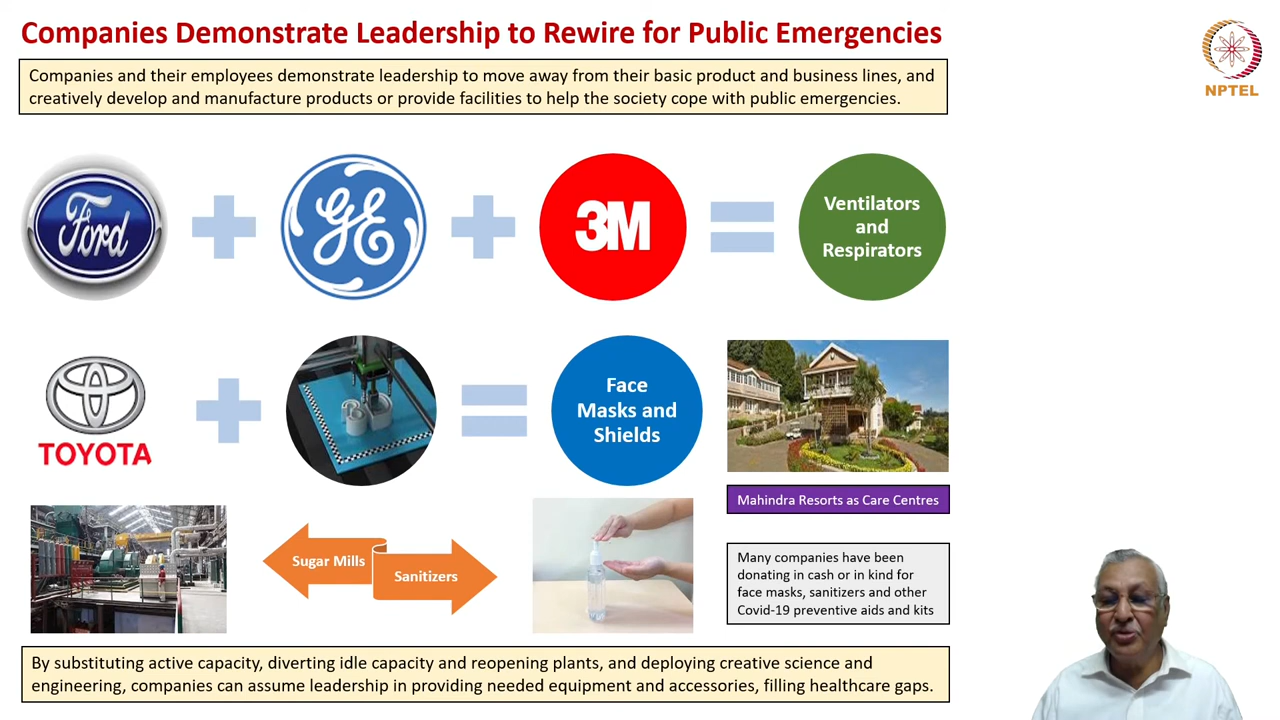 Companies Demonstrate Leadership to Rewire for Public Emergencies
NPTEL
Companies and their employees demonstrate leadership to move away from their basic product and business lines, and
creatively develop and manufacture products or provide facilities to help the society cope with public emergencies.
Ford
GE
3M
Ventilators
and
Respirators
TOYOTA
Face
Masks and
Shields
Mahindra Resorts as Care Centres
Sugar Mills
Sanitizers
Many companies have been
donating in cash or in kind for
face masks, sanitizers and other
Covid-19 preventive aids and kits
By substituting active capacity, diverting idle capacity and reopening plants, and deploying creative science and
engineering, companies can assume leadership in providing needed equipment and accessories, filling healthcare gaps.